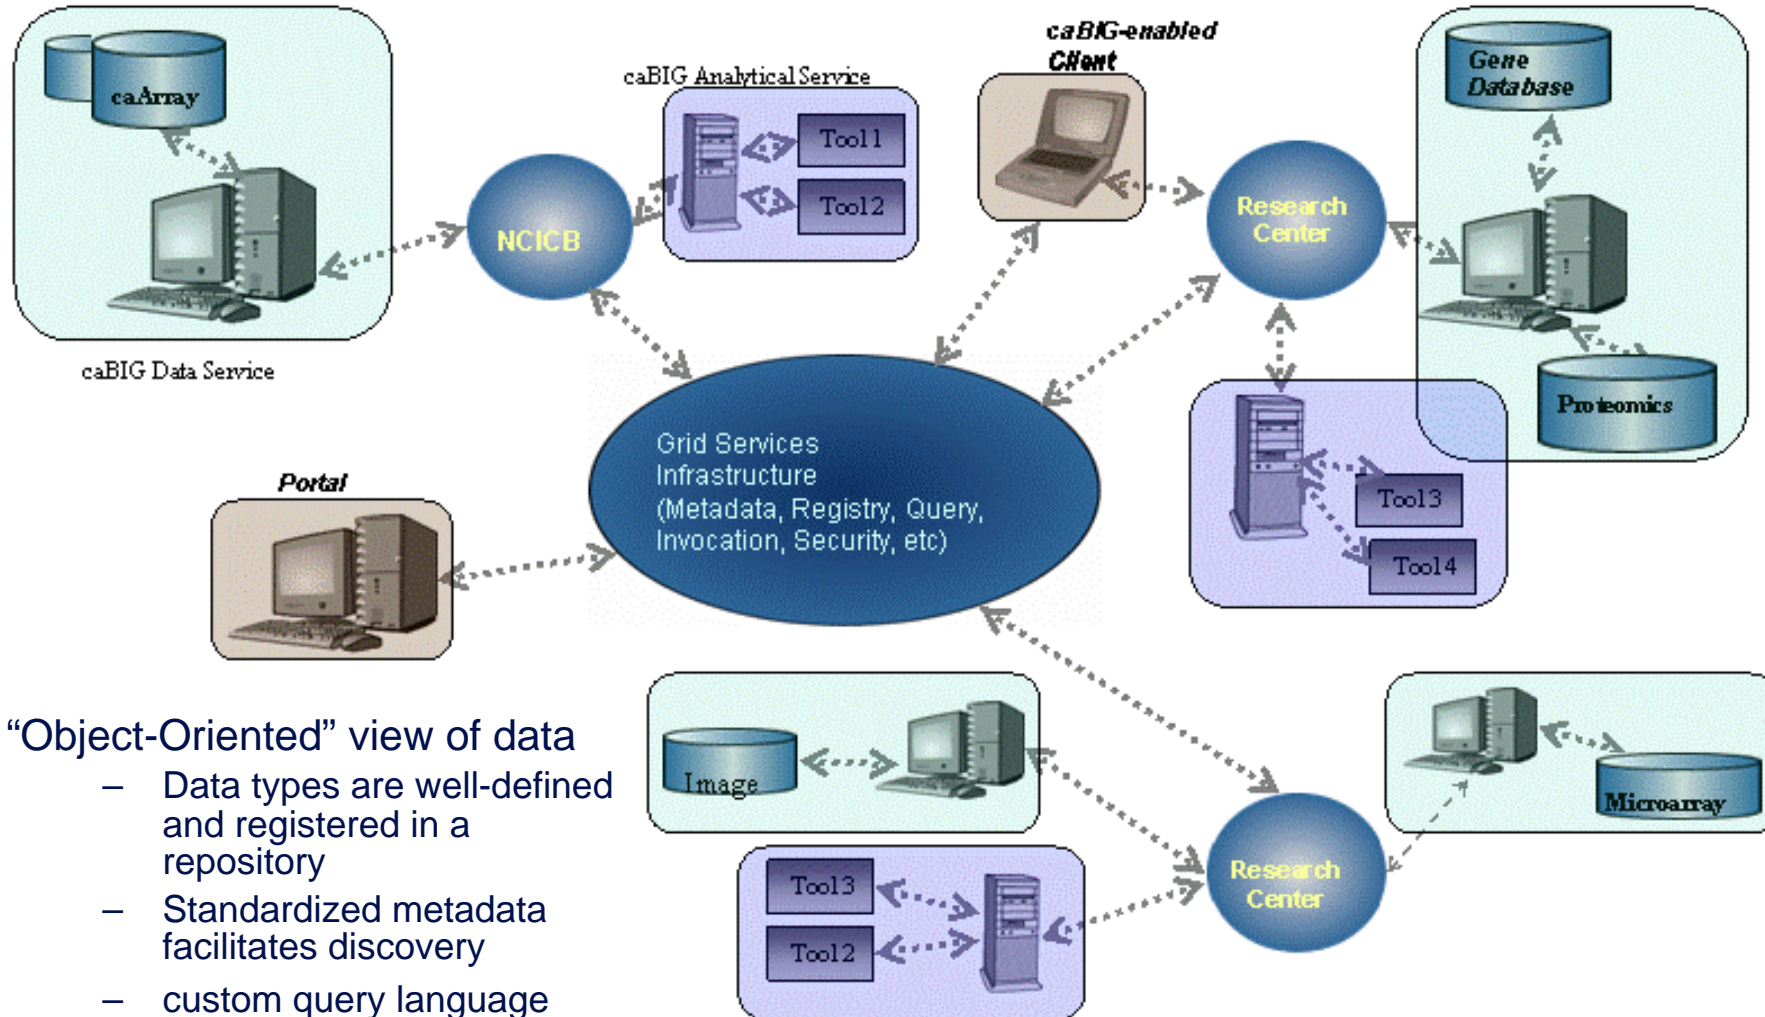 caBIG-enabled
Client
caBIG Analytical Service
caArray
Tool1
Tool2
NCICB
Gene
Database
Research
Center
caBIG Data Service
Proteomics
Grid Services
Infrastructure
(Metadata, Registry, Query,
Invocation, Security, etc)
Portal
Tool3
Tool4
Image
Microarray
Research
Center
Tool3
Tool2
“Object-Oriented” view of data
– Data types are well-defined
and registered in a
repository
– Standardized metadata
facilitates discovery
– custom query language